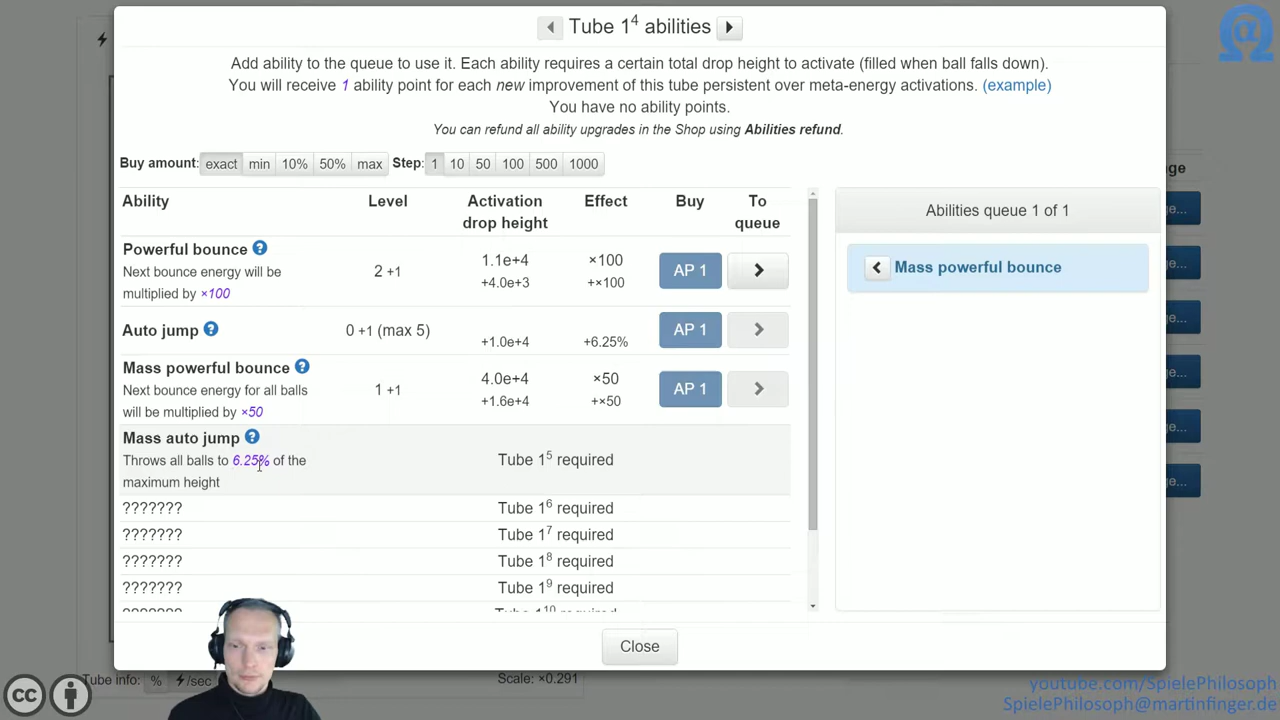 Tube 1⁴ abilities
Add ability to the queue to use it. Each ability requires a certain total drop height to activate (filled when ball falls down).
You will receive 1 ability point for each new improvement of this tube persistent over meta-energy activations. (example)
You have no ability points.
You can refund all ability upgrades in the Shop using Abilities refund.
Buy amount: exact min 10% 50% max Step: 1 10 50 100 500 1000
Ability Level Activation drop height Effect Buy To queue
Powerful bounce ?
Next bounce energy will be
multiplied by ×100
2 +1
1.1e+4
+4.0e+3
×100
+×100
AP 1
Auto jump ?
0 +1 (max 5)
+1.0e+4
+6.25%
AP 1
Mass powerful bounce ?
Next bounce energy for all balls
will be multiplied by ×50
1 +1
4.0e+4
+1.6e+4
×50
+×50
AP 1
Mass auto jump ?
Throws all balls to 6.25% of the
maximum height
Tube 1⁵ required
??????? Tube 1⁶ required
??????? Tube 1⁷ required
??????? Tube 1⁸ required
??????? Tube 1⁹ required
??????? Tube 1¹⁰ required
Abilities queue 1 of 1
Mass powerful bounce
Close
Tube info: % /sec
Scale: ×0.291
ge
e...
e...
e...
e...
e...
e...
cc
@
youtube.com/SpielePhilosoph
SpielePhilosoph@martinfinger.de